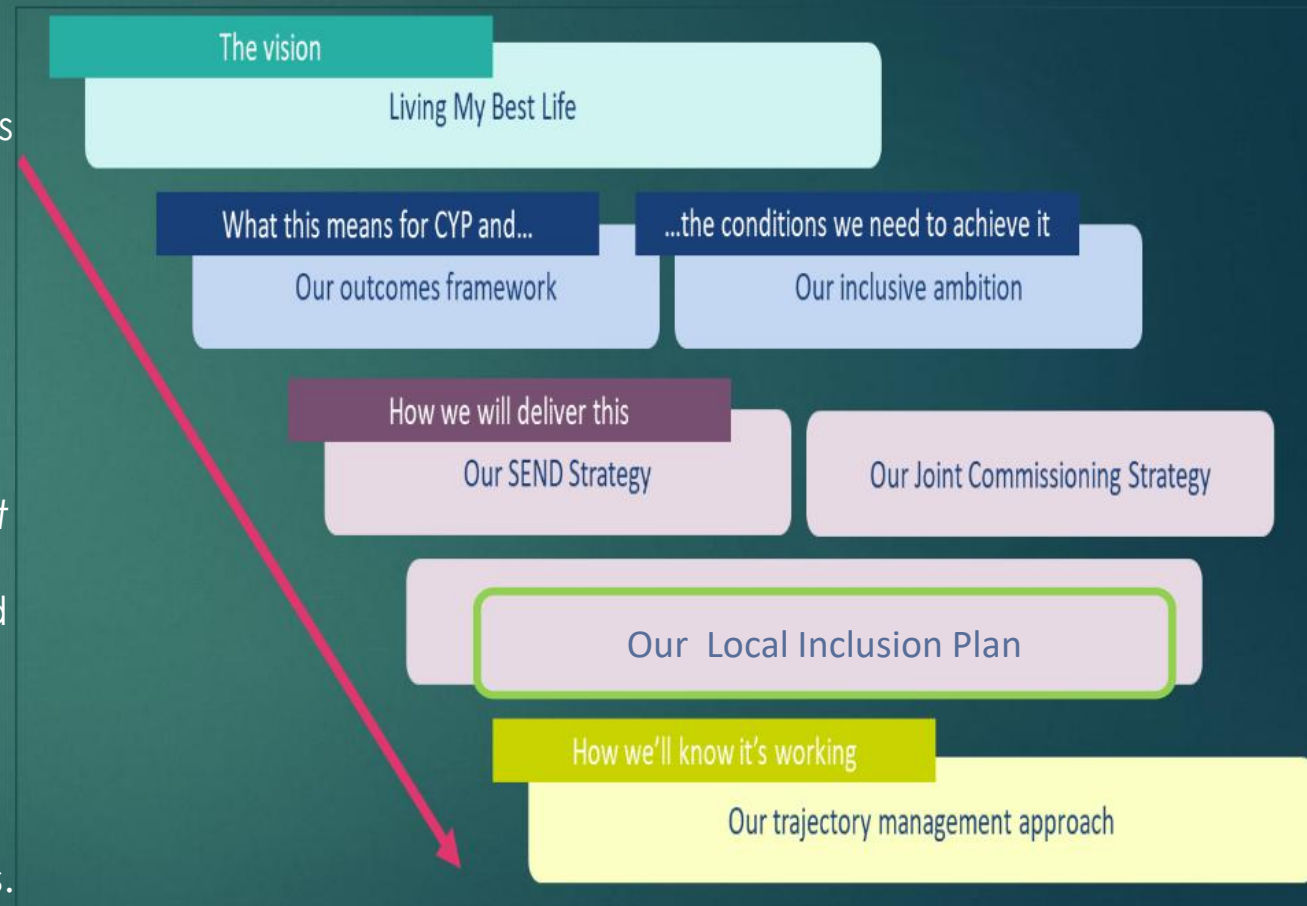 The vision
Living My Best Life
What this means for CYP and...
...the conditions we need to achieve it
Our outcomes framework
Our inclusive ambition
How we will deliver this
Our SEND Strategy
Our Joint Commissioning Strategy
Our Local Inclusion Plan
How we'll know it's working
Our trajectory management approach